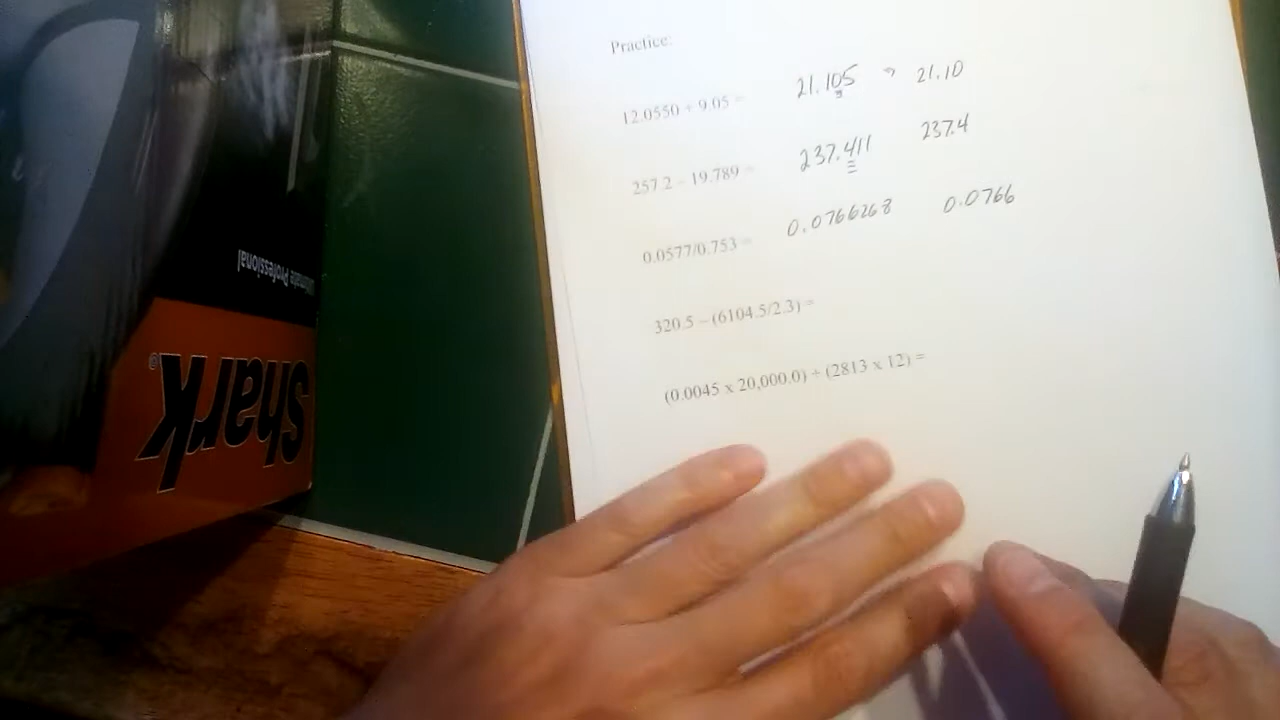 Practice:
12.0550 + 9.05 = 21.105 → 21.10
257.2 – 19.789 = 237.411 237.4
0.0577/0.753 = 0.0766268 0.0766
320.5 – (6104.5/2.3) =
(0.0045 x 20,000.0) + (2813 x 12) =
Ultimate Professional
Shark®